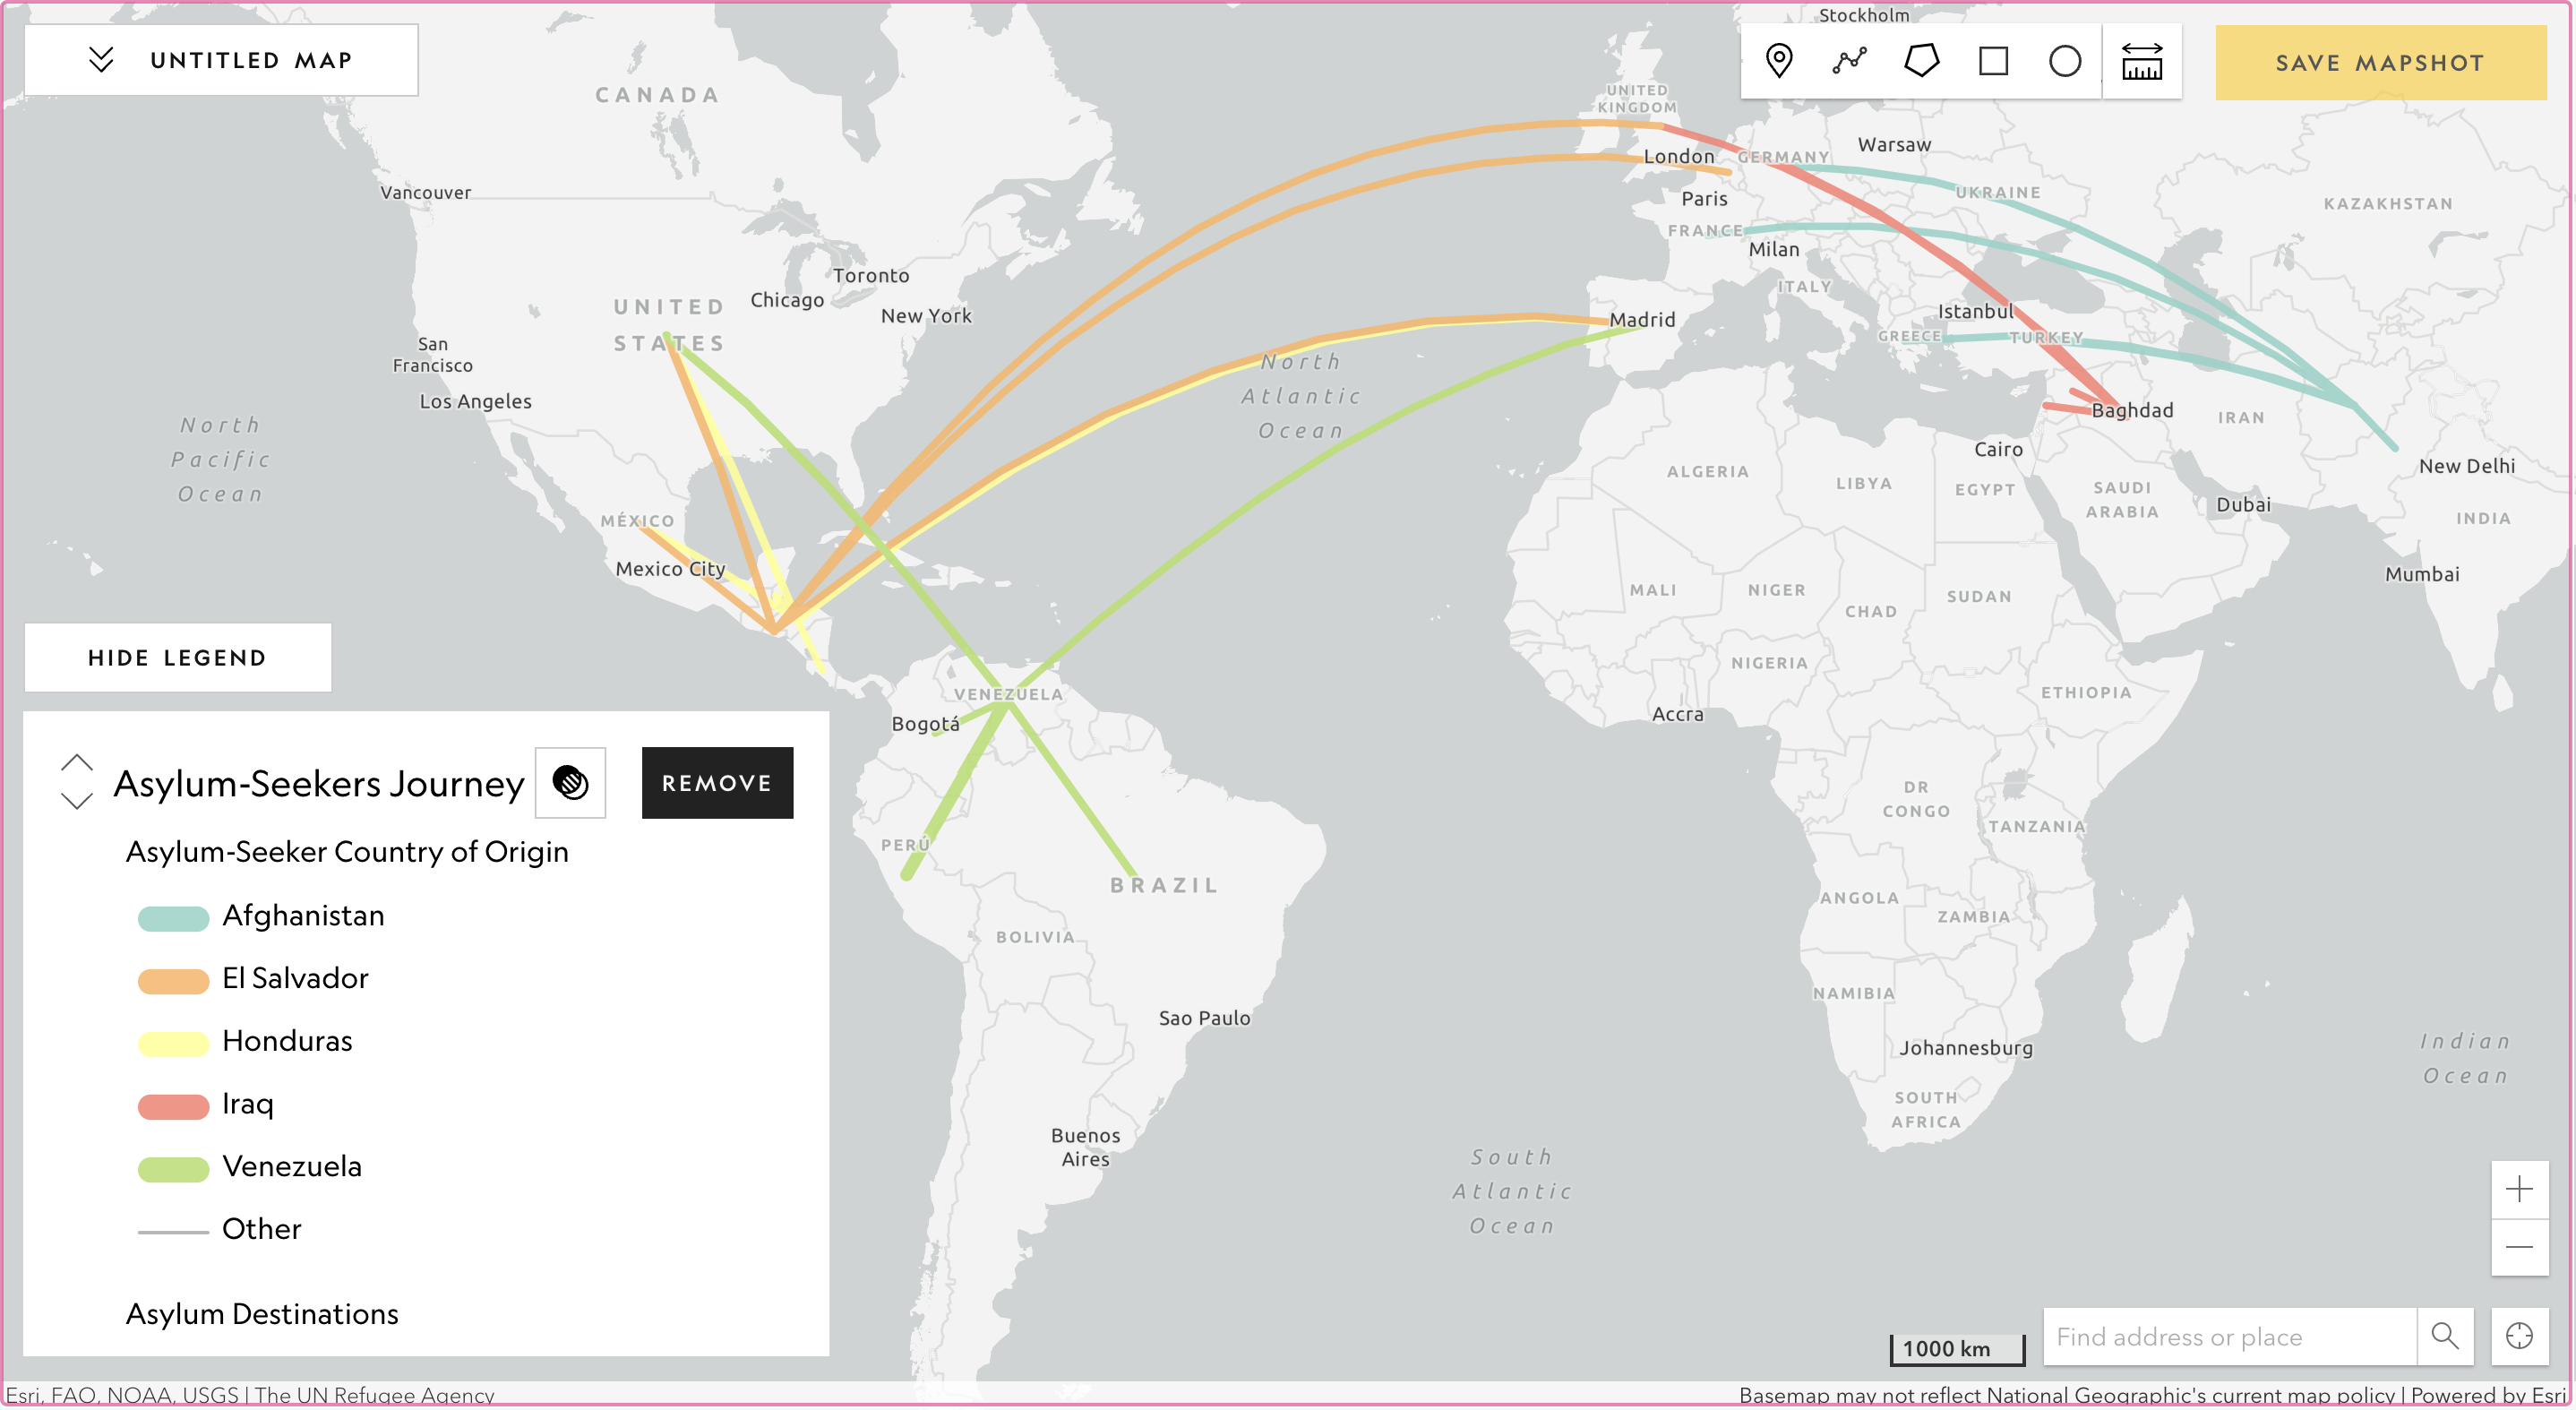 Stockholm
UNTITLED MAP
SAVE MAPSHOT
CANADA
UNITED
KINGDOM
Warsaw
London
GERMANY
Vancouver
UKRAINE
Paris
KAZAKHSTAN
FRANCE
Milan
Toronto
ITALY
Chicago
UNITED
STATES
New York
Istanbul
Madrid
GREECE
TURKEY
San
Francisco
North
Atlantic
Ocean
Los Angeles
Baghdad
IRAN
North
Pacific
Ocean
Cairo
New Delhi
ALGERIA
LIBYA
EGYPT
SAUDI
ARABIA
Dubai
MÉXICO
INDIA
Mexico City
Mumbai
MALI
NIGER
SUDAN
CHAD
HIDE LEGEND
NIGERIA
VENEZUELA
ETHIOPIA
Bogotá
Accra
Asylum-Seekers Journey
REMOVE
DR
CONGO
TANZANIA
PERÚ
Asylum-Seeker Country of Origin
BRAZIL
ANGOLA
Afghanistan
ZAMBIA
BOLIVIA
El Salvador
NAMIBIA
Sao Paulo
Honduras
Johannesburg
Indian
Ocean
Iraq
SOUTH
AFRICA
Buenos
Aires
Venezuela
South
Atlantic
Ocean
Other
Asylum Destinations
1000 km
Find address or place
Esri, FAO, NOAA, USGS | The UN Refugee Agency
Basemap may not reflect National Geographic's current map policy | Powered by Esri